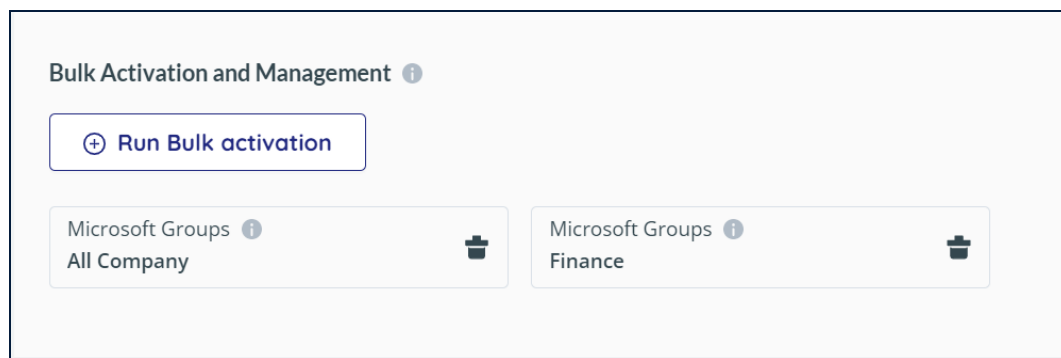 Bulk Activation and Management
Run Bulk activation
Microsoft Groups
All Company
Microsoft Groups
Finance